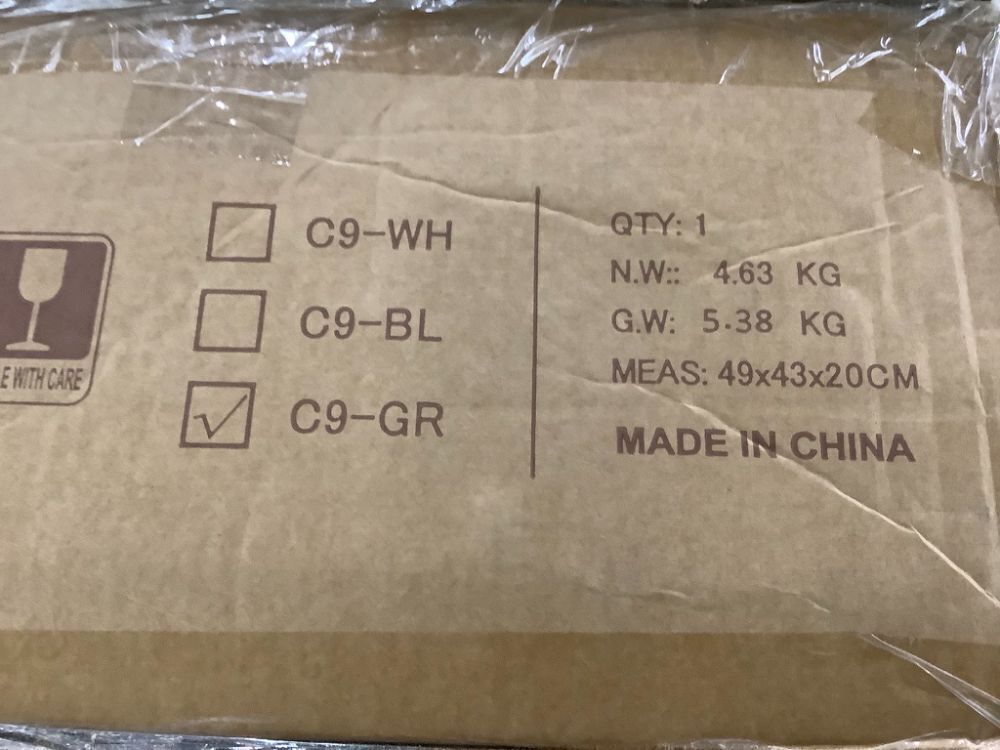 C9-WH
C9-BL
C9-GR
E WITH CARE
QTY: 1
N.W:: 4.63 KG
G.W: 5.38 KG
MEAS: 49x43x20CM
MADE IN CHINA